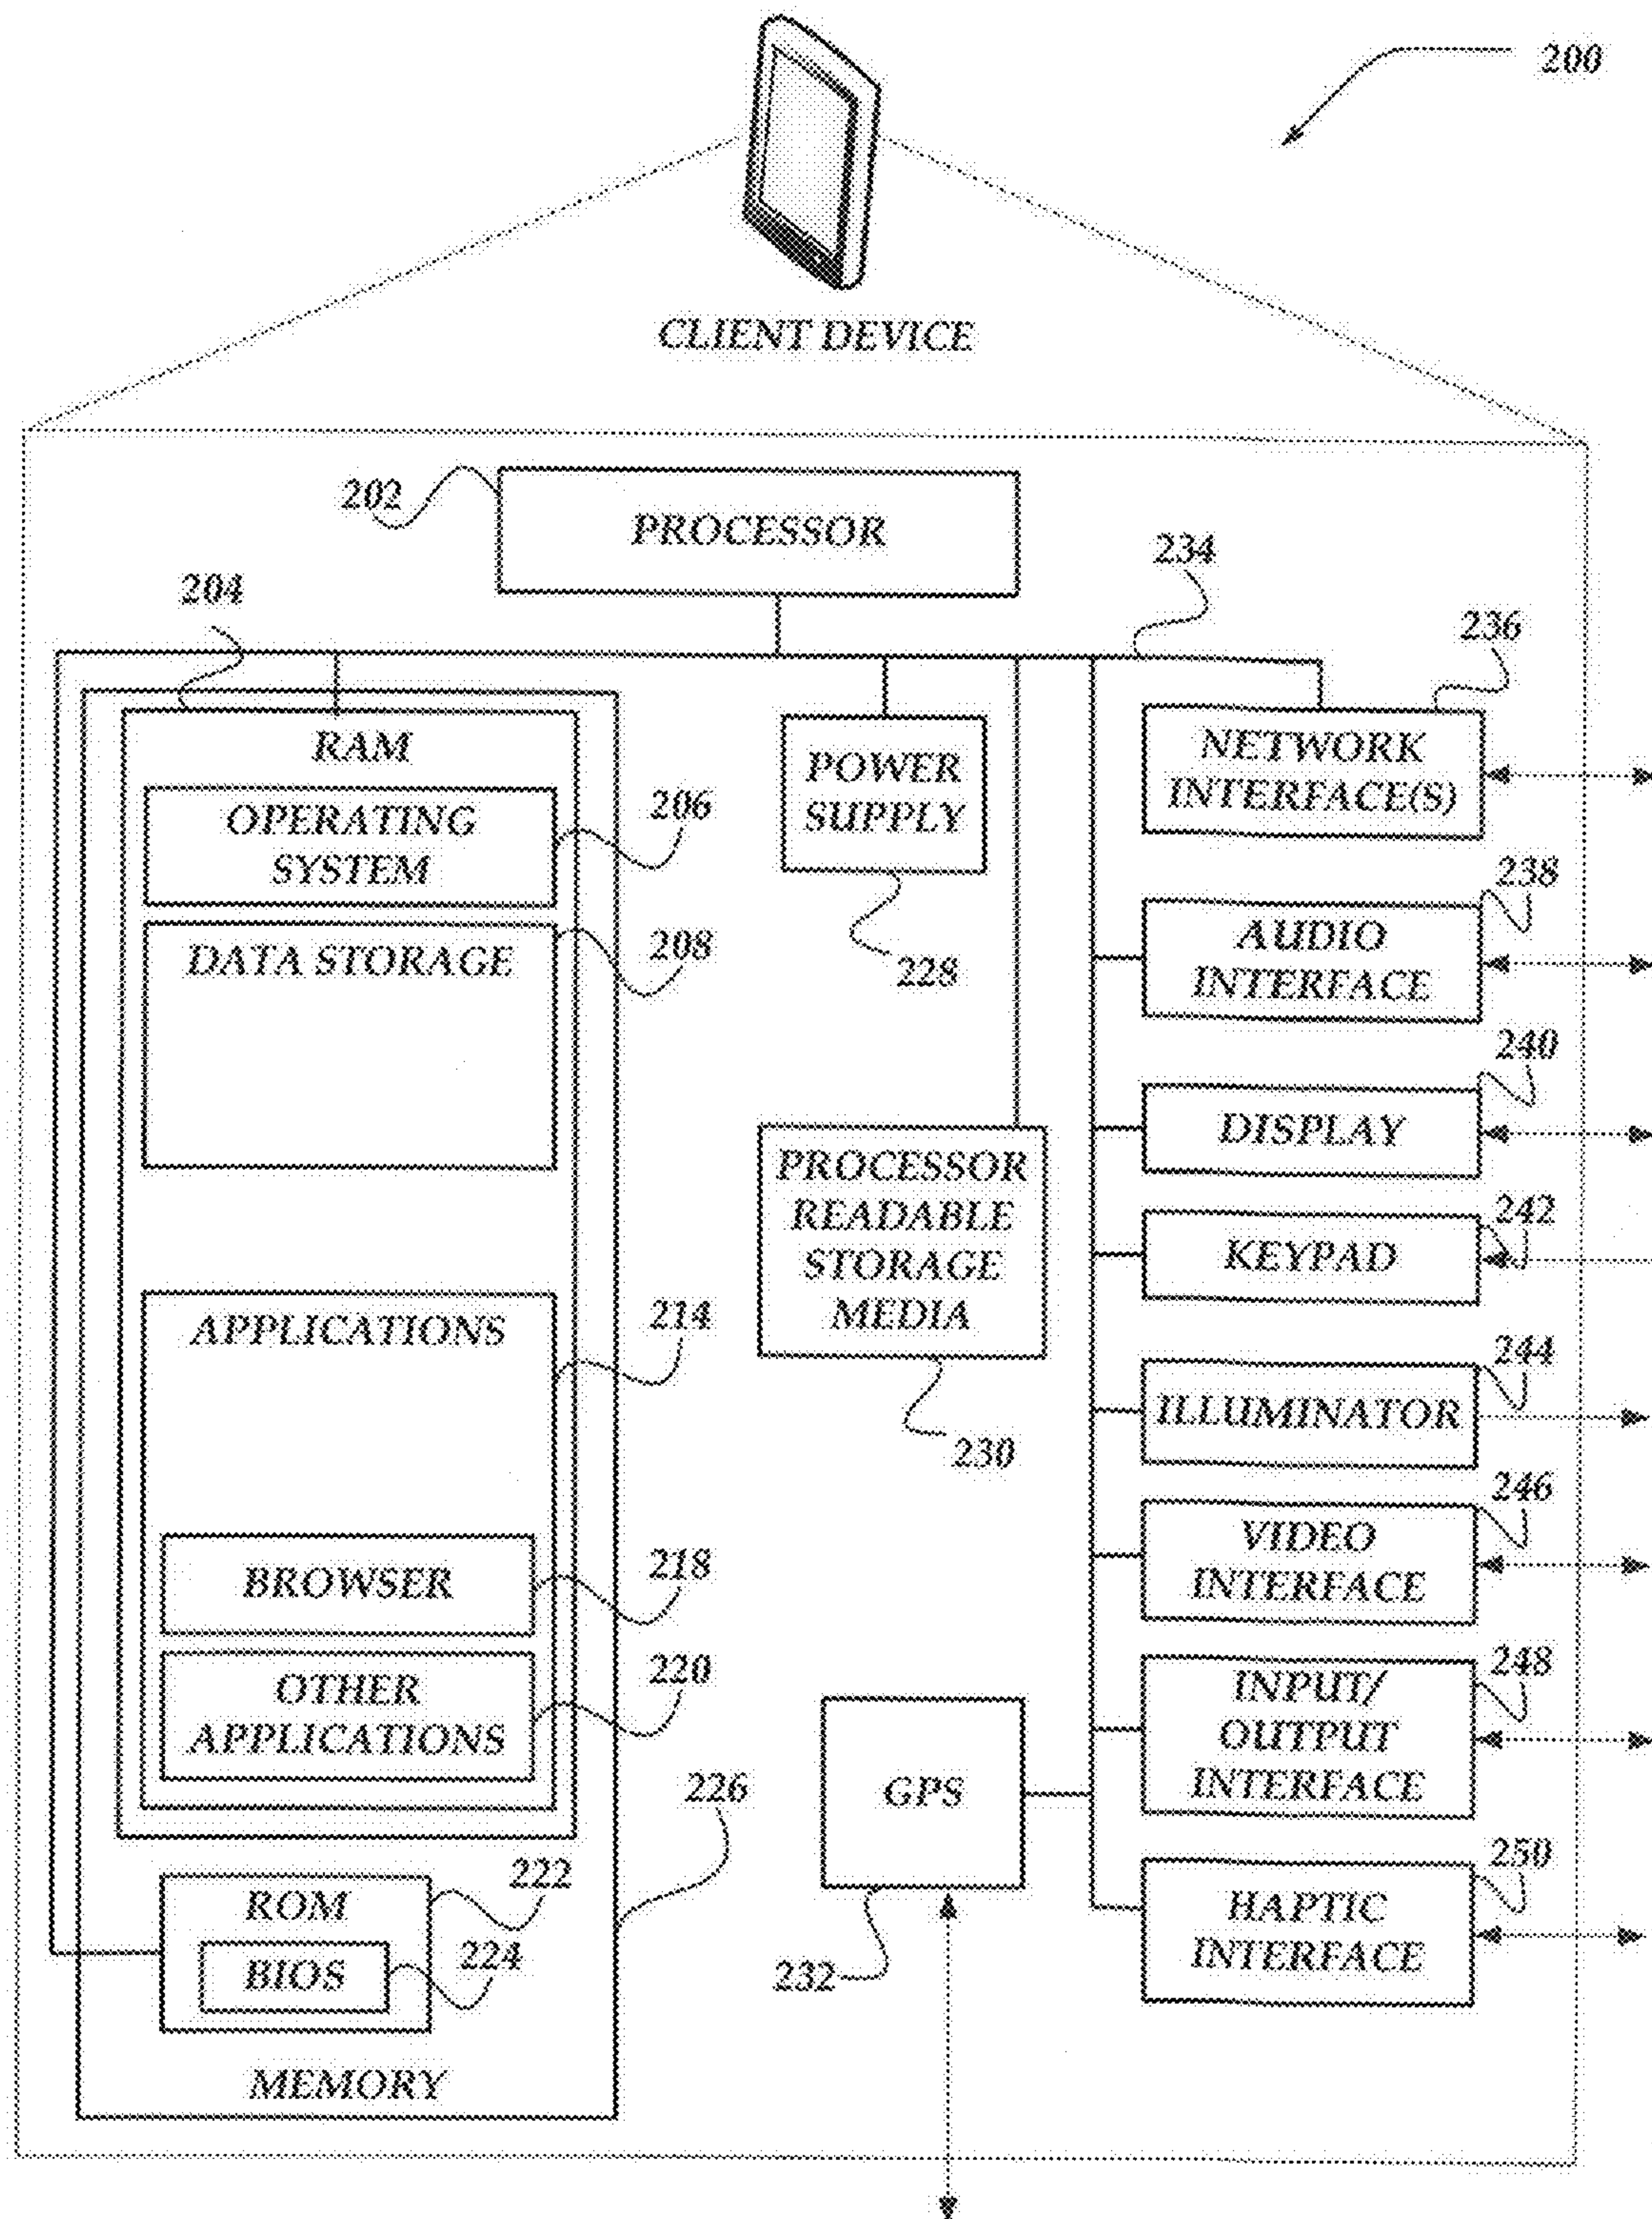 200
CLIENT DEVICE
202
PROCESSOR
234
204
236
RAM
NETWORK
INTERFACE(S)
OPERATING
SYSTEM
206
POWER
SUPPLY
228
DATA STORAGE
208
238
AUDIO
INTERFACE
240
DISPLAY
PROCESSOR
READABLE
STORAGE
MEDIA
230
242
KEYPAD
APPLICATIONS
214
244
ILLUMINATOR
246
VIDEO
INTERFACE
BROWSER
218
OTHER
APPLICATIONS
220
248
INPUT/
OUTPUT
INTERFACE
GPS
232
226
250
HAPTIC
INTERFACE
ROM
222
BIOS
224
MEMORY